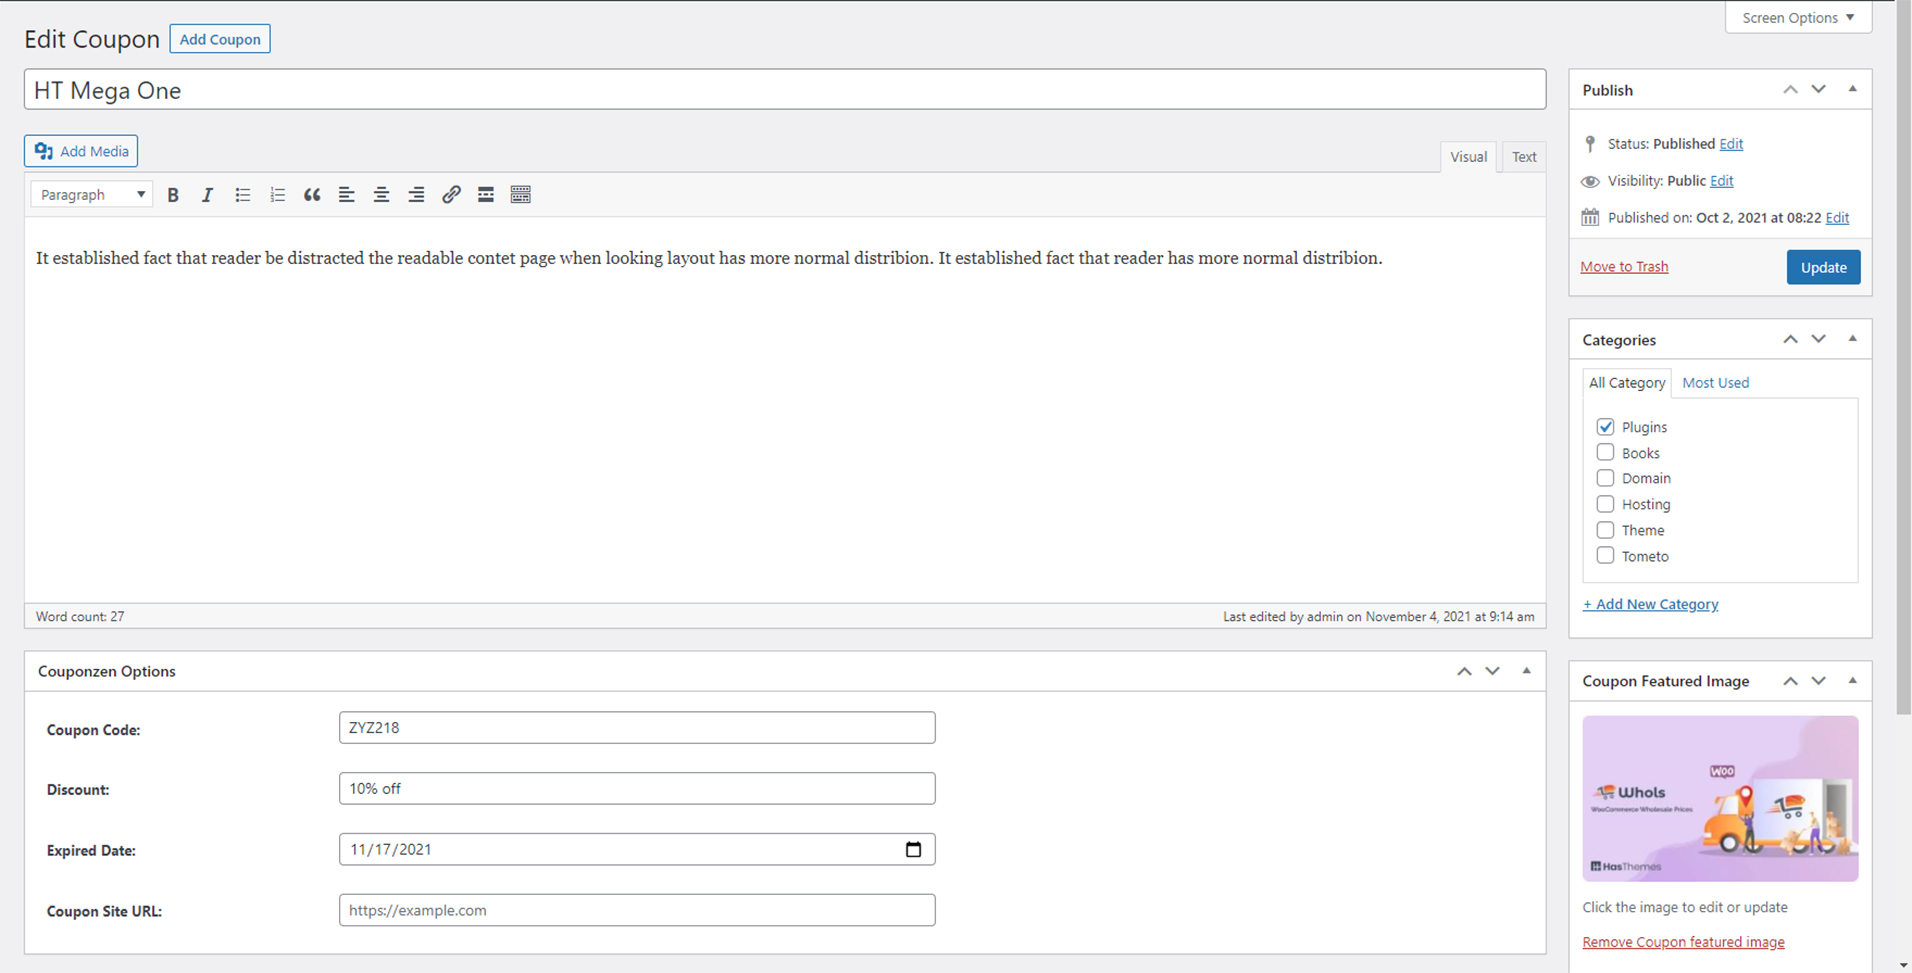 Screen Options
Edit Coupon Add Coupon
HT Mega One
Add Media
Visual Text
Paragraph
It established fact that reader be distracted the readable contet page when looking layout has more normal distribion. It established fact that reader has more normal distribion.
Word count: 27 Last edited by admin on November 4, 2021 at 9:14 am
Couponzen Options
Coupon Code: ZYZ218
Discount: 10% off
Expired Date: 11/17/2021
Coupon Site URL: https://example.com
Publish
Status: Published Edit
Visibility: Public Edit
Published on: Oct 2, 2021 at 08:22 Edit
Move to Trash Update
Categories
All Category Most Used
Plugins
Books
Domain
Hosting
Theme
Tometo
+ Add New Category
Coupon Featured Image
WOO
Whols
WooCommerce Wholesale Prices
HasThemes
Click the image to edit or update
Remove Coupon featured image